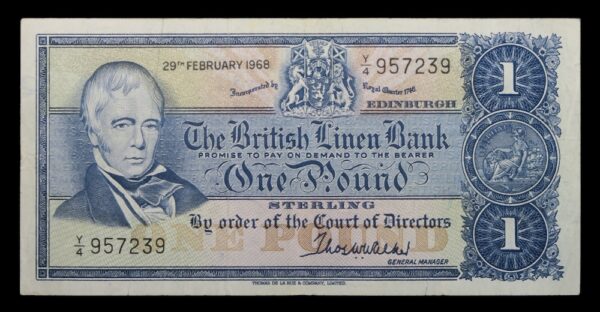 29TH FEBRUARY 1968
Y/4 957239
1
Incorporated by Royal Charter 1746.
EDINBURGH
The British Linen Bank
PROMISE TO PAY ON DEMAND TO THE BEARER
One Pound
STERLING
By order of the Court of Directors
ONE POUND
Y/4 957239
GENERAL MANAGER
1
THOMAS DE LA RUE & COMPANY, LIMITED.